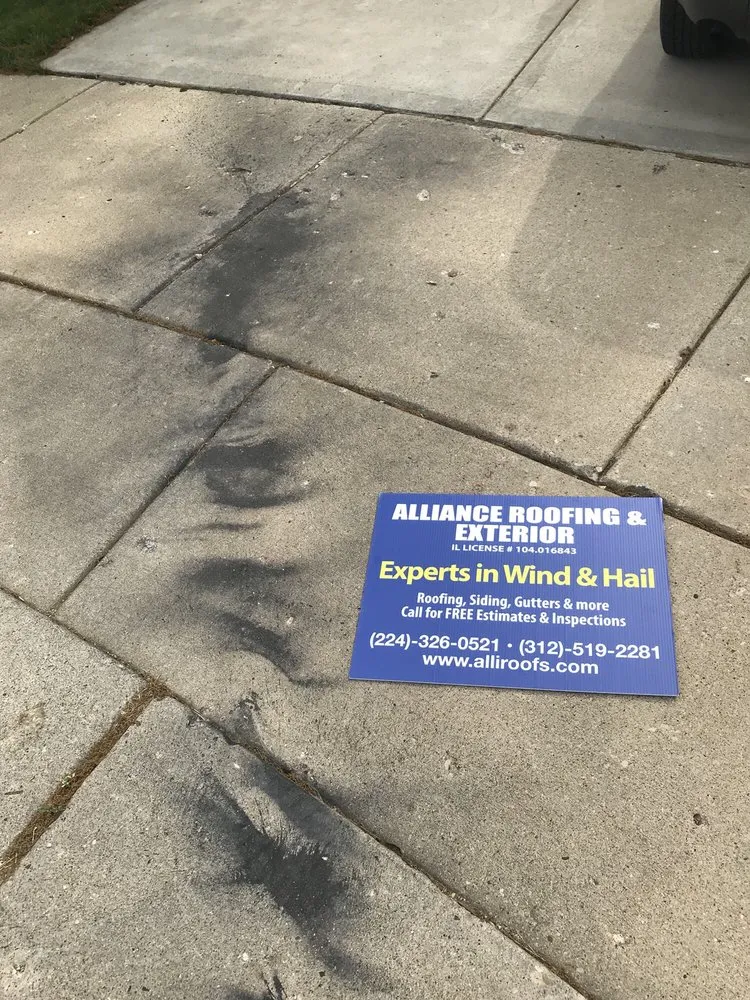 ALLIANCE ROOFING &
EXTERIOR
IL LICENSE # 104.016843
Experts in Wind & Hail
Roofing, Siding, Gutters & more
Call for FREE Estimates & Inspections
(224)-326-0521 • (312)-519-2281
www.alliroofs.com